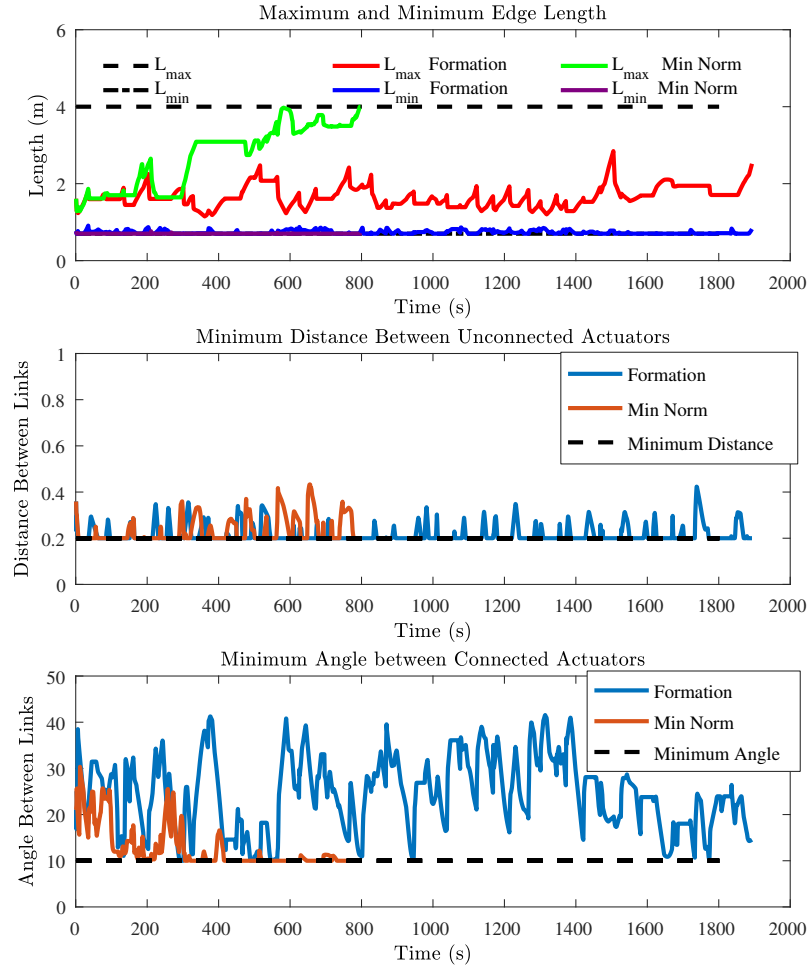 Maximum and Minimum Edge Length
6
L_max L_max Formation L_max Min Norm
L_min L_min Formation L_min Min Norm
4
2
0
Length (m)
0 200 400 600 800 1000 1200 1400 1600 1800 2000
Time (s)
Minimum Distance Between Unconnected Actuators
1
0.8
0.6
0.4
0.2
0
Distance Between Links
Formation
Min Norm
Minimum Distance
0 200 400 600 800 1000 1200 1400 1600 1800 2000
Time (s)
Minimum Angle between Connected Actuators
50
40
30
20
10
0
Angle Between Links
Formation
Min Norm
Minimum Angle
0 200 400 600 800 1000 1200 1400 1600 1800 2000
Time (s)